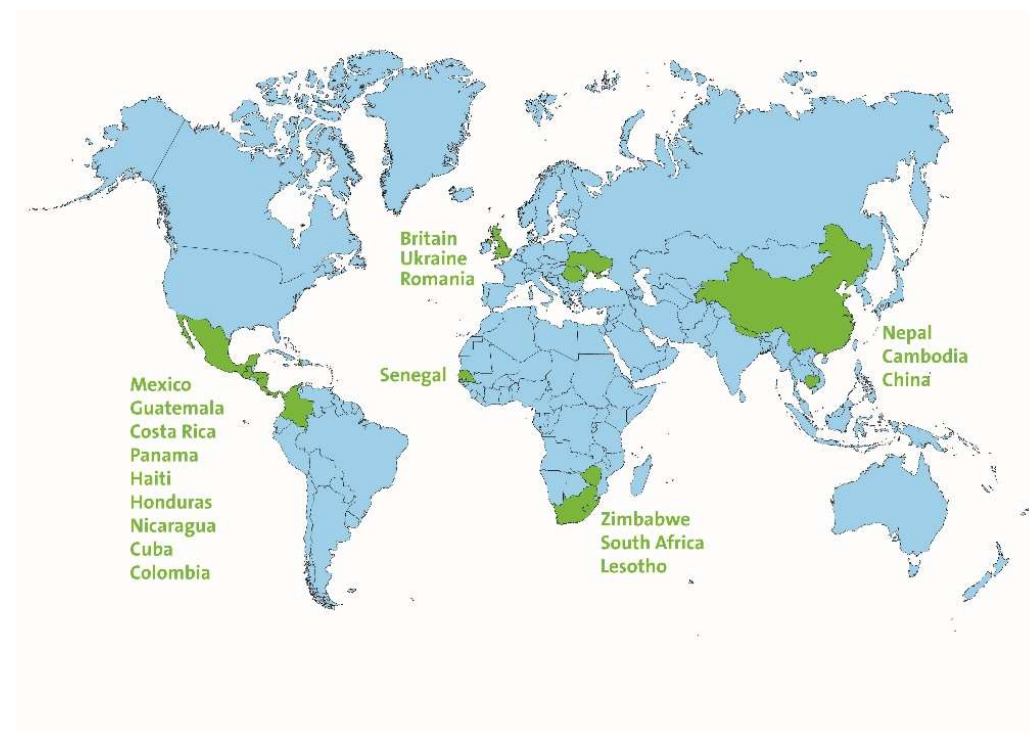 Britain
Ukraine
Romania
Senegal
Nepal
Cambodia
China
Mexico
Guatemala
Costa Rica
Panama
Haiti
Honduras
Nicaragua
Cuba
Colombia
Zimbabwe
South Africa
Lesotho